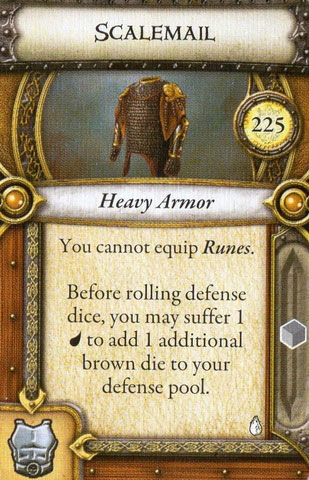 Scalemail
225
Heavy Armor
You cannot equip Runes.
Before rolling defense
dice, you may suffer 1
to add 1 additional
brown die to your
defense pool.